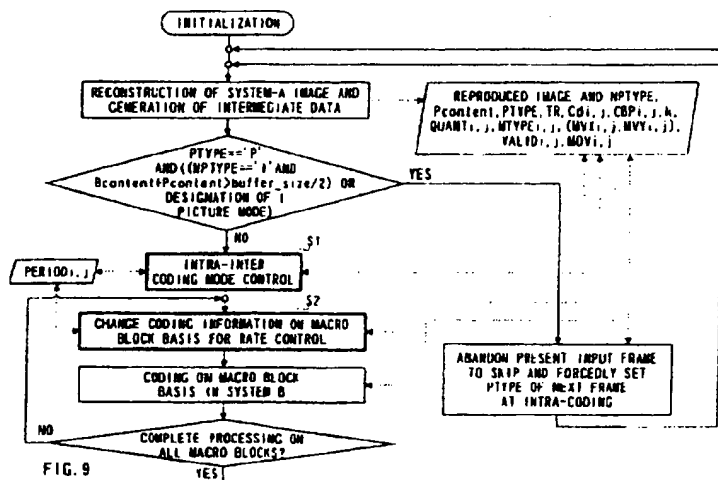 INITIALIZATION
RECONSTRUCTION OF SYSTEM-A IMAGE AND
GENERATION OF INTERMEDIATE DATA
REPRODUCED IMAGE AND NPTYPE,
Pcontent, PTYPE, TR, Cdi, j, CBPi, j, k,
QUANTi, j, MTYPEi, j, (MVXi, j, MVYi, j),
VALIDi, j, MOVi, j
PTYPE=='P'
AND((NPTYPE=='I' AND
Bcontent+Pcontent>buffer_size/2) OR
DESIGNATION OF I
PICTURE MODE)
YES
NO
S1
PERIODi, j
INTRA-INTER
CODING MODE CONTROL
S2
CHANGE CODING INFORMATION ON MACRO
BLOCK BASIS FOR RATE CONTROL
CODING ON MACRO BLOCK
BASIS IN SYSTEM B
ABANDON PRESENT INPUT FRAME
TO SKIP AND FORCEDLY SET
PTYPE OF NEXT FRAME
AT INTRA-CODING
NO
COMPLETE PROCESSING ON
ALL MACRO BLOCKS?
FIG. 9
YES